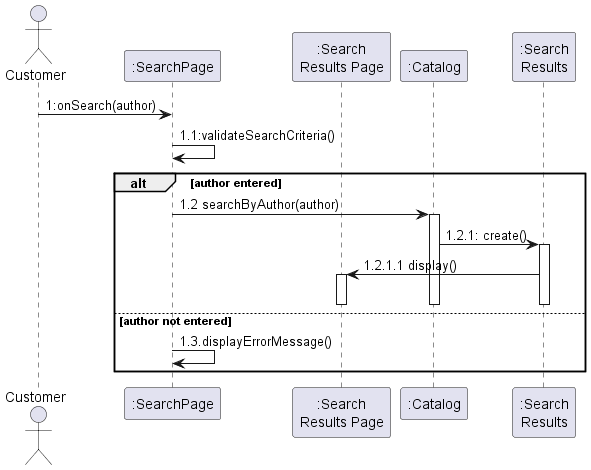 Customer
:SearchPage
:Search
Results Page
:Catalog
:Search
Results
1:onSearch(author)
1.1:validateSearchCriteria()
alt
[author entered]
1.2 searchByAuthor(author)
1.2.1: create()
1.2.1.1 display()
[author not entered]
1.3.displayErrorMessage()
Customer
:SearchPage
:Search
Results Page
:Catalog
:Search
Results